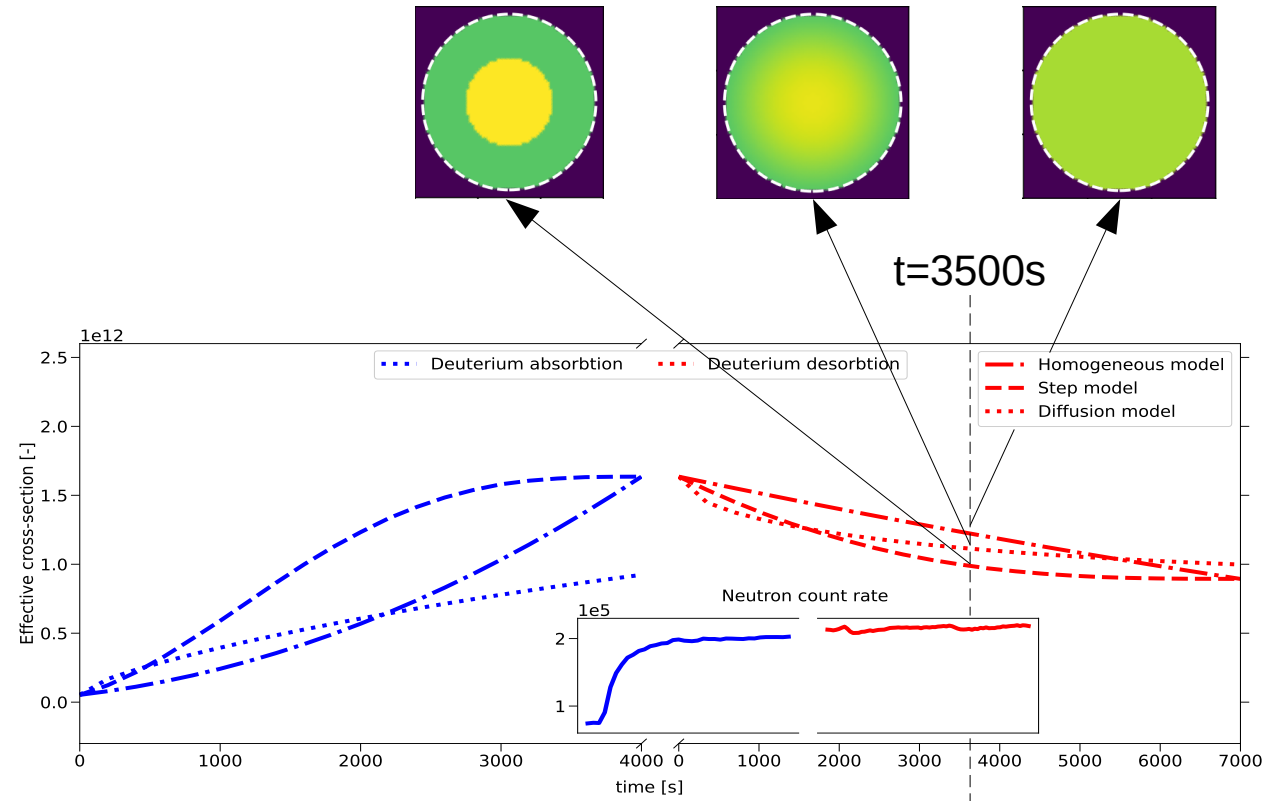 t=3500s
1e12
Deuterium absorbtion
Deuterium desorbtion
Homogeneous model
Step model
Diffusion model
Effective cross-section [-]
2.5
2.0
1.5
1.0
0.5
0.0
Neutron count rate
1e5
2
1
0 1000 2000 3000 4000 0 1000 2000 3000 4000 5000 6000 7000
time [s]